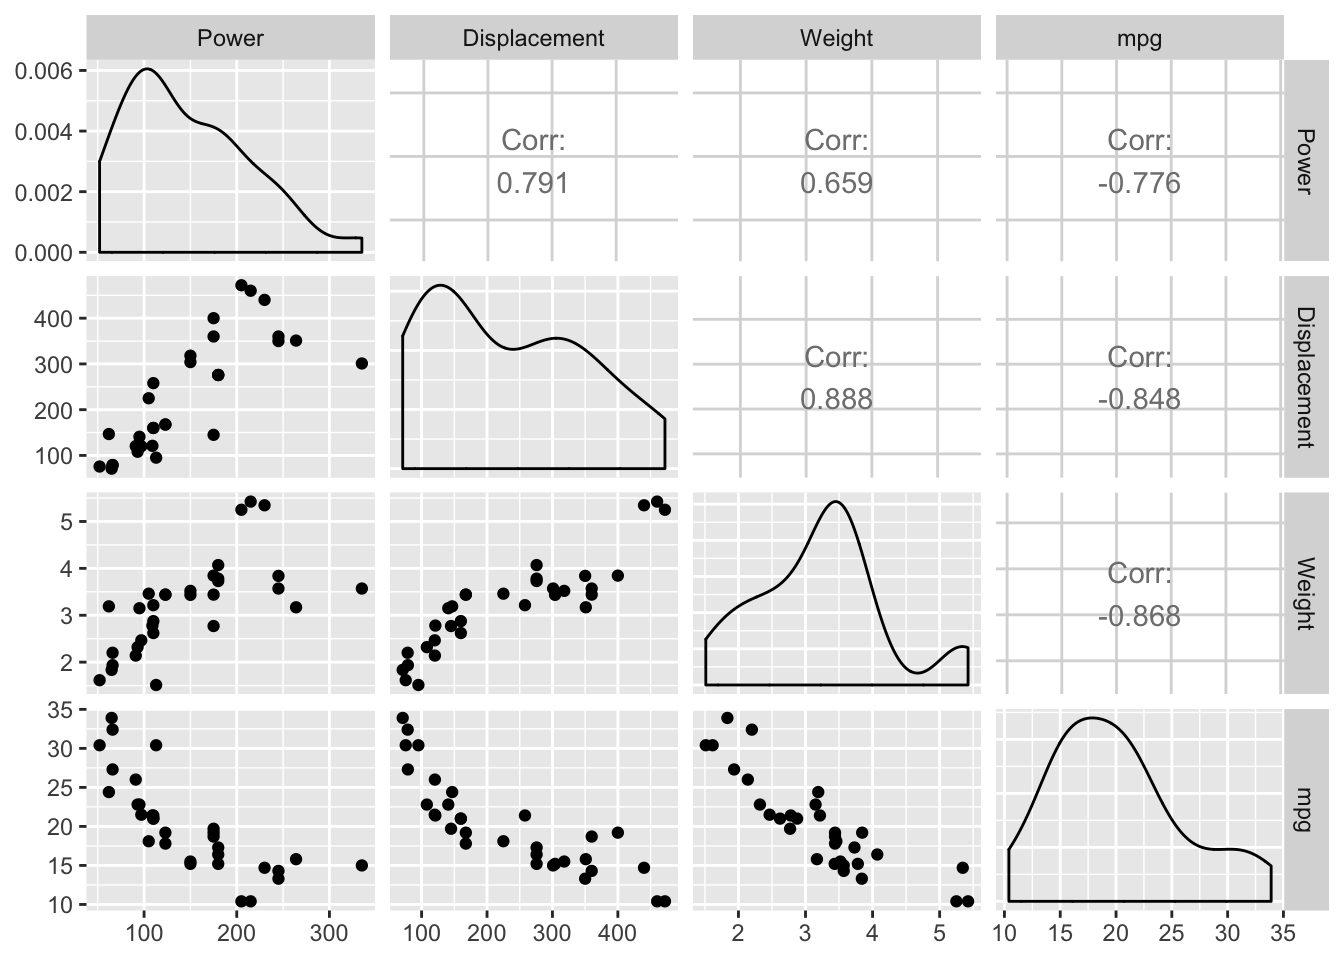 Power Displacement Weight mpg
0.006
0.004
0.002
0.000
Corr:
0.791
Corr:
0.659
Corr:
-0.776
Power
400
300
200
100
Corr:
0.888
Corr:
-0.848
Displacement
5
4
3
2
Corr:
-0.868
Weight
35
30
25
20
15
10
mpg
100 200 300 100 200 300 400 2 3 4 5 10 15 20 25 30 35